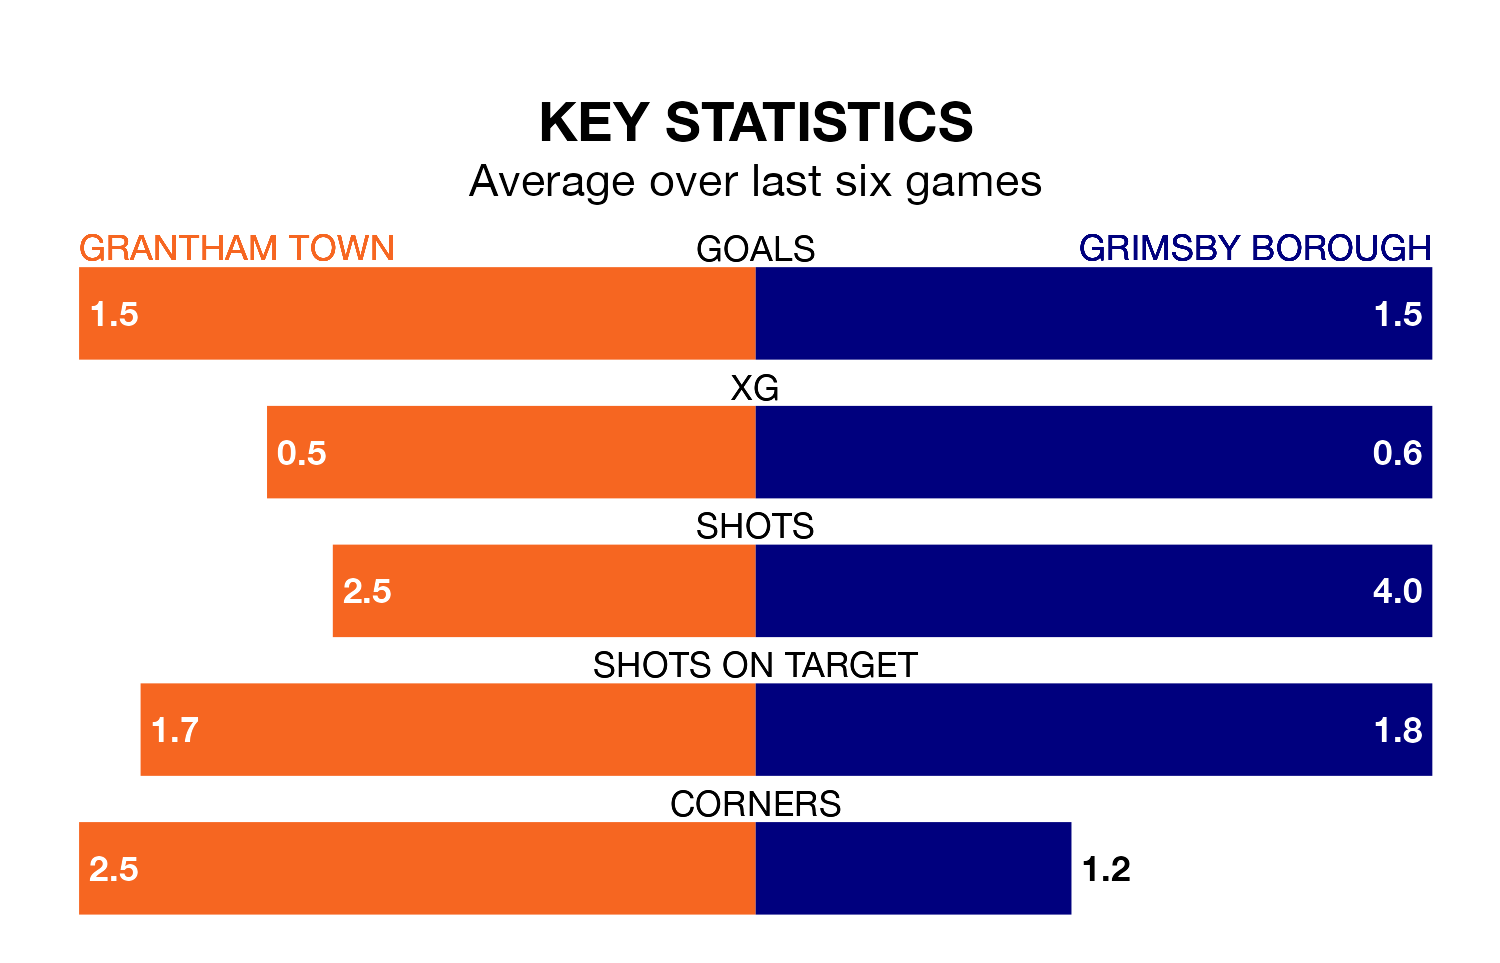 KEY STATISTICS
Average over last six games
GRANTHAM TOWN GOALS GRIMSBY BOROUGH
1.5 1.5
XG
0.5 0.6
SHOTS
2.5 4.0
SHOTS ON TARGET
1.7 1.8
CORNERS
2.5 1.2